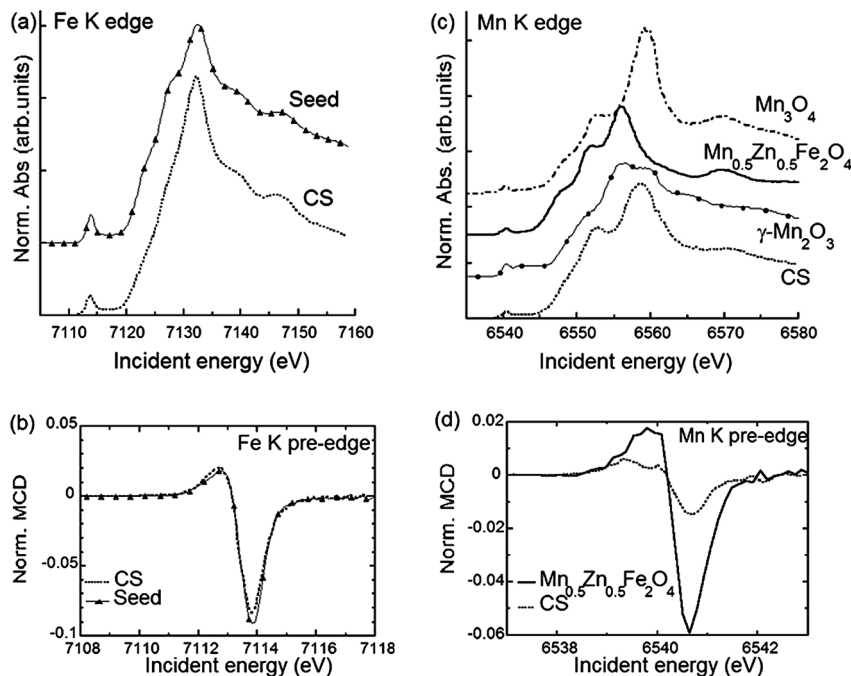 (a) Fe K edge
Norm. Abs (arb.units)
Seed
CS
7110 7120 7130 7140 7150 7160
Incident energy (eV)
(c) Mn K edge
Norm. Abs. (arb.units)
Mn₃O₄
Mn₀.₅Zn₀.₅Fe₂O₄
γ-Mn₂O₃
CS
6540 6550 6560 6570 6580
Incident energy (eV)
(b) Fe K pre-edge
Norm. MCD
0.05
0
-0.05
-0.1
CS
Seed
7108 7110 7112 7114 7116 7118
Incident energy (eV)
(d) Mn K pre-edge
Norm. MCD
0.02
0
-0.02
-0.04
-0.06
Mn₀.₅Zn₀.₅Fe₂O₄
CS
6538 6540 6542
Incident energy (eV)